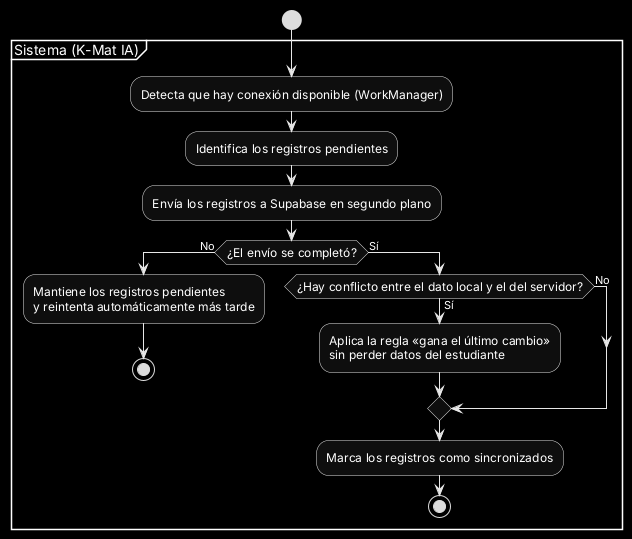 Sistema (K-Mat IA)
Detecta que hay conexión disponible (WorkManager)
Identifica los registros pendientes
Envía los registros a Supabase en segundo plano
¿El envío se completó?
No
Sí
Mantiene los registros pendientes
y reintenta automáticamente más tarde
¿Hay conflicto entre el dato local y el del servidor?
No
Sí
Aplica la regla «gana el último cambio»
sin perder datos del estudiante
Marca los registros como sincronizados